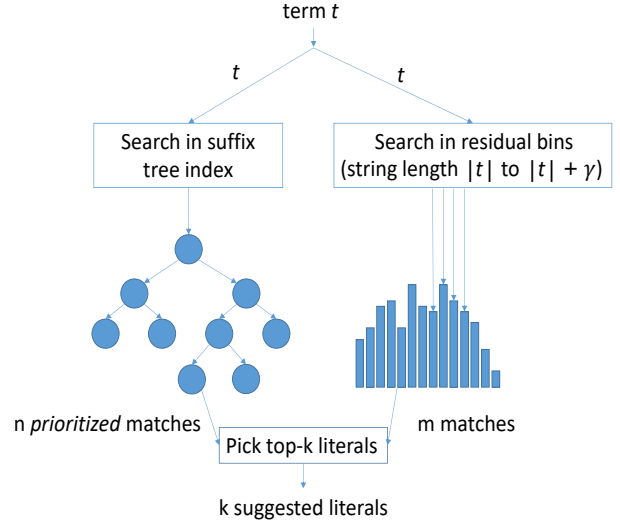 term t
t
t
Search in suffix
tree index
Search in residual bins
(string length |t| to |t| + γ)
n prioritized matches
m matches
Pick top-k literals
k suggested literals